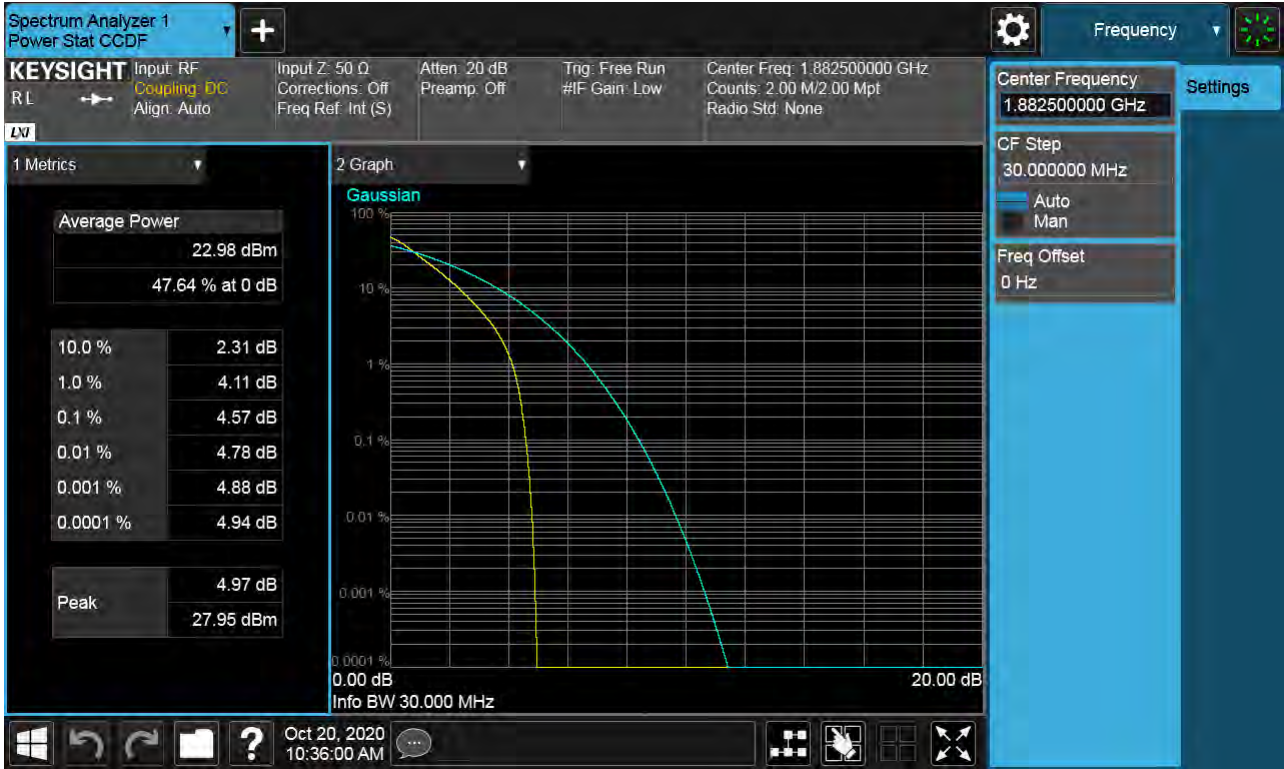 Spectrum Analyzer 1
Power Stat CCDF
+
Frequency
KEYSIGHT
RL
LXI
Input: RF
Coupling: DC
Align: Auto
Input Z: 50 Ω
Corrections: Off
Freq Ref: Int (S)
Atten: 20 dB
Preamp: Off
Trig: Free Run
#IF Gain: Low
Center Freq: 1.882500000 GHz
Counts: 2.00 M/2.00 Mpt
Radio Std: None
Center Frequency
1.882500000 GHz
Settings
CF Step
30.000000 MHz
Auto
Man
Freq Offset
0 Hz
1 Metrics
Average Power
22.98 dBm
47.64 % at 0 dB
10.0 % 2.31 dB
1.0 % 4.11 dB
0.1 % 4.57 dB
0.01 % 4.78 dB
0.001 % 4.88 dB
0.0001 % 4.94 dB
Peak
4.97 dB
27.95 dBm
2 Graph
Gaussian
100 %
10 %
1 %
0.1 %
0.01 %
0.001 %
0.0001 %
0.00 dB 20.00 dB
Info BW 30.000 MHz
?
Oct 20, 2020
10:36:00 AM